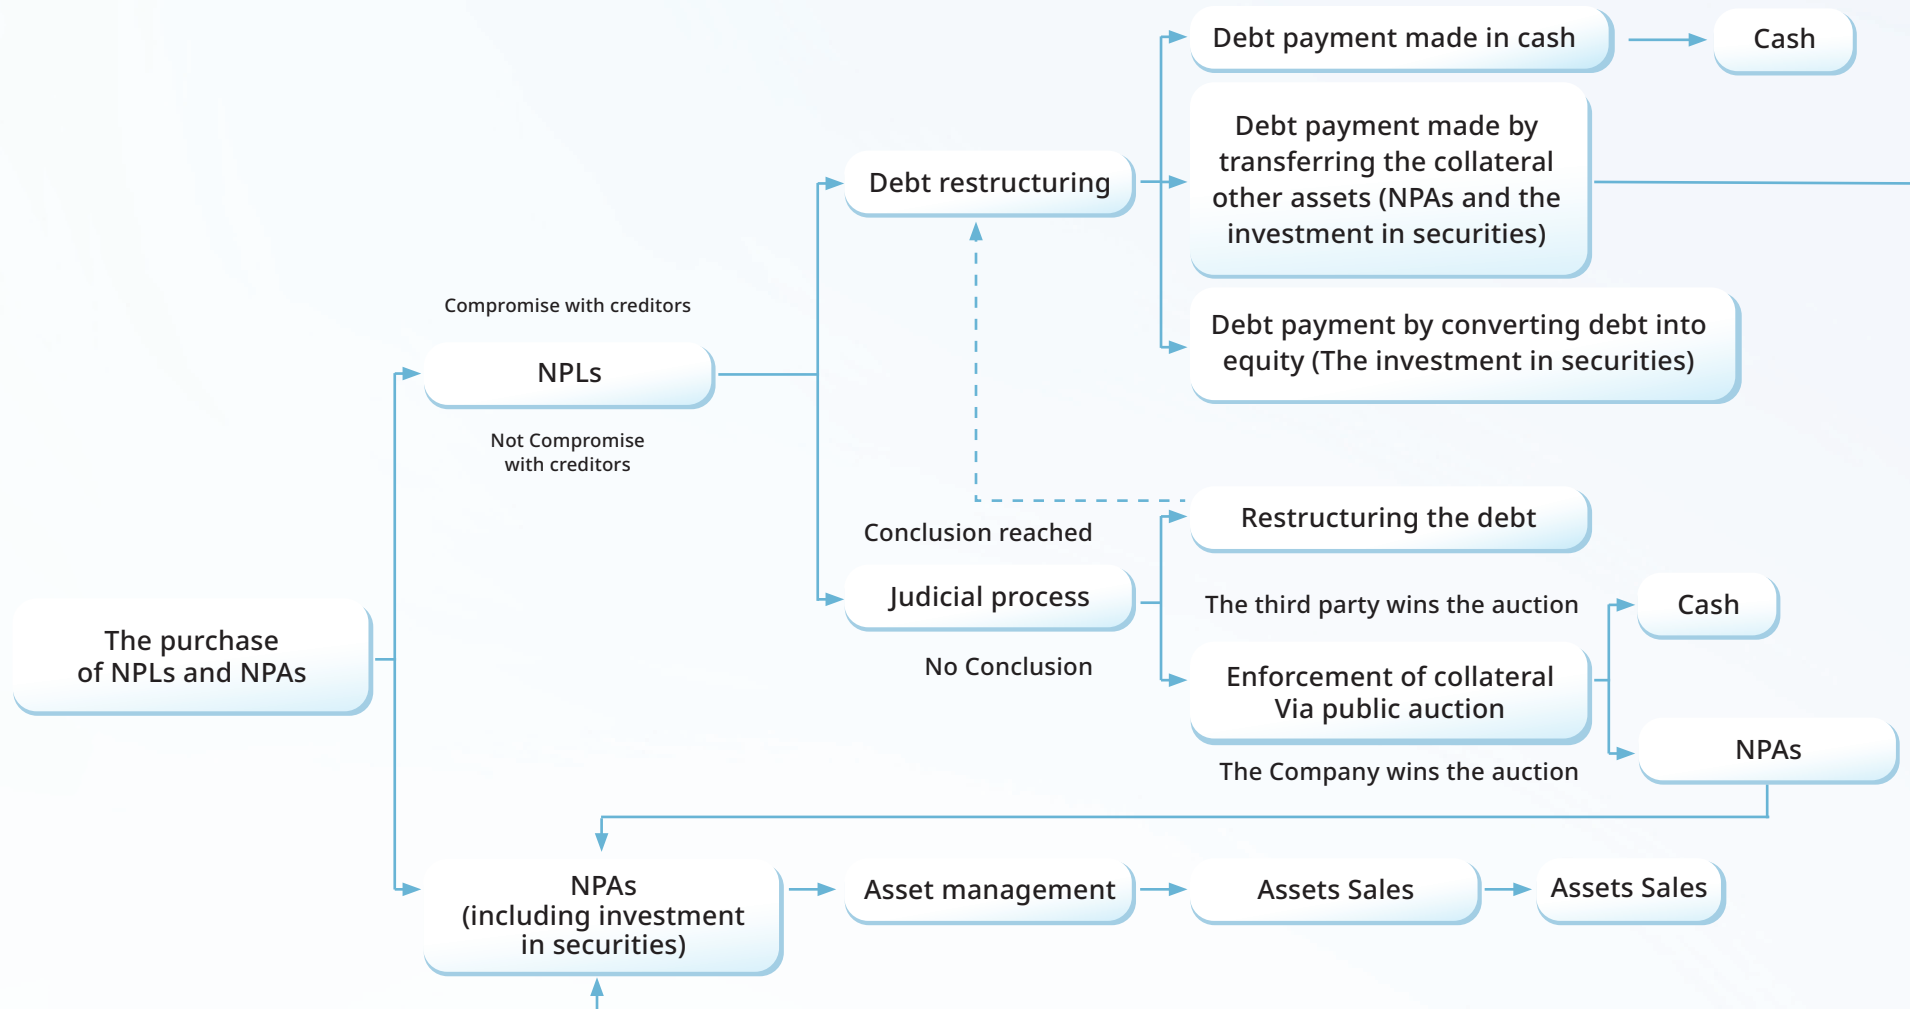 Debt payment made in cash
Cash
Debt payment made by
transferring the collateral
other assets (NPAs and the
investment in securities)
Debt restructuring
Compromise with creditors
Debt payment by converting debt into
equity (The investment in securities)
NPLs
Not Compromise
with creditors
Restructuring the debt
Conclusion reached
Judicial process
The third party wins the auction
Cash
The purchase
of NPLs and NPAs
No Conclusion
Enforcement of collateral
Via public auction
NPAs
The Company wins the auction
NPAs
(including investment
in securities)
Asset management
Assets Sales
Assets Sales